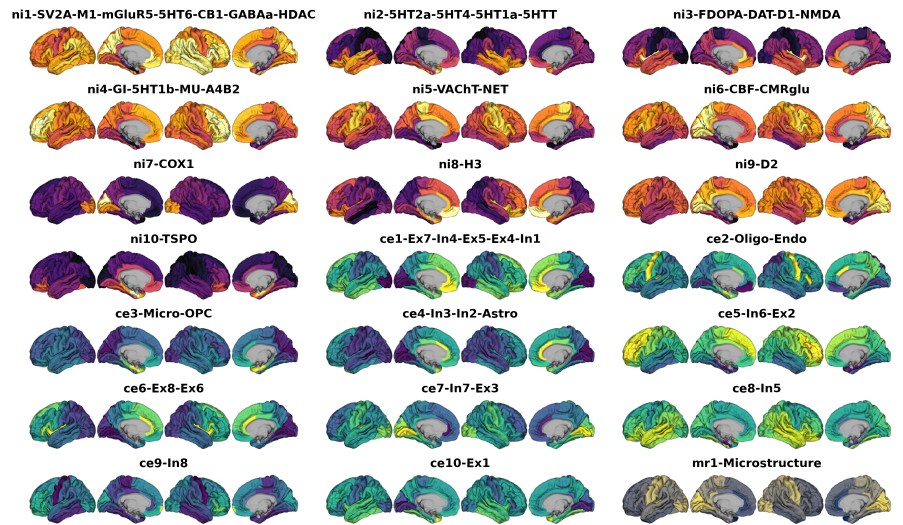 ni1-SV2A-M1-mGluR5-5HT6-CB1-GABAa-HDAC
ni2-5HT2a-5HT4-5HT1a-5HTT
ni3-FDOPA-DAT-D1-NMDA
ni4-GI-5HT1b-MU-A4B2
ni5-VAChT-NET
ni6-CBF-CMRglu
ni7-COX1
ni8-H3
ni9-D2
ni10-TSPO
ce1-Ex7-In4-Ex5-Ex4-In1
ce2-Oligo-Endo
ce3-Micro-OPC
ce4-In3-In2-Astro
ce5-In6-Ex2
ce6-Ex8-Ex6
ce7-In7-Ex3
ce8-In5
ce9-In8
ce10-Ex1
mr1-Microstructure